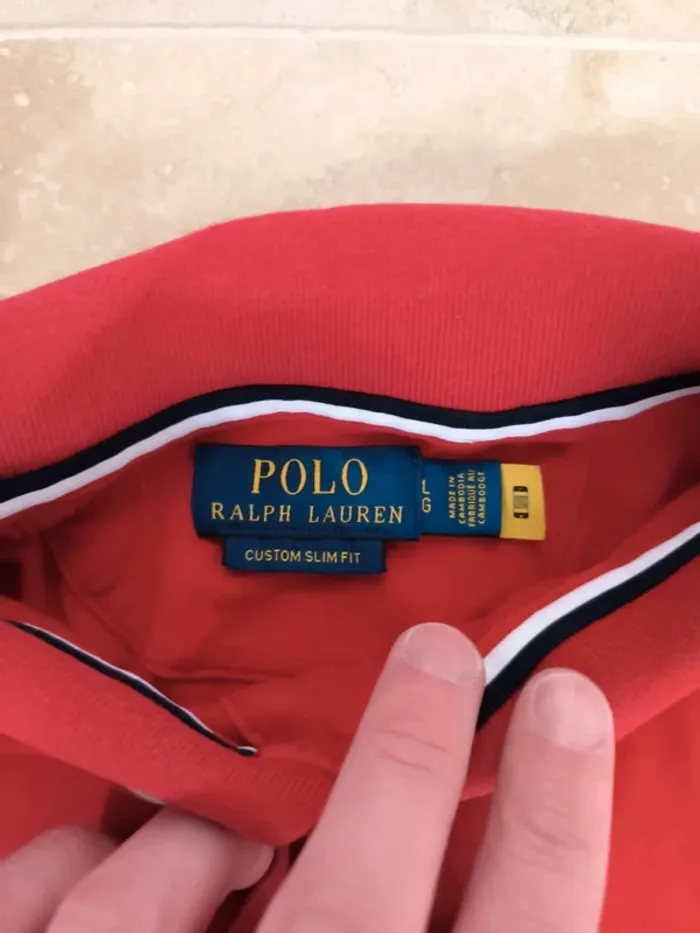 POLO
RALPH LAUREN
CUSTOM SLIM FIT
L
G
MADE IN
CAMBODIA
FABRIQUÉ AU
CAMBODGE